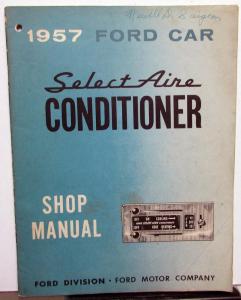 1957 FORD CAR
Select Aire
CONDITIONER
SHOP
MANUAL
FORD DIVISION · FORD MOTOR COMPANY